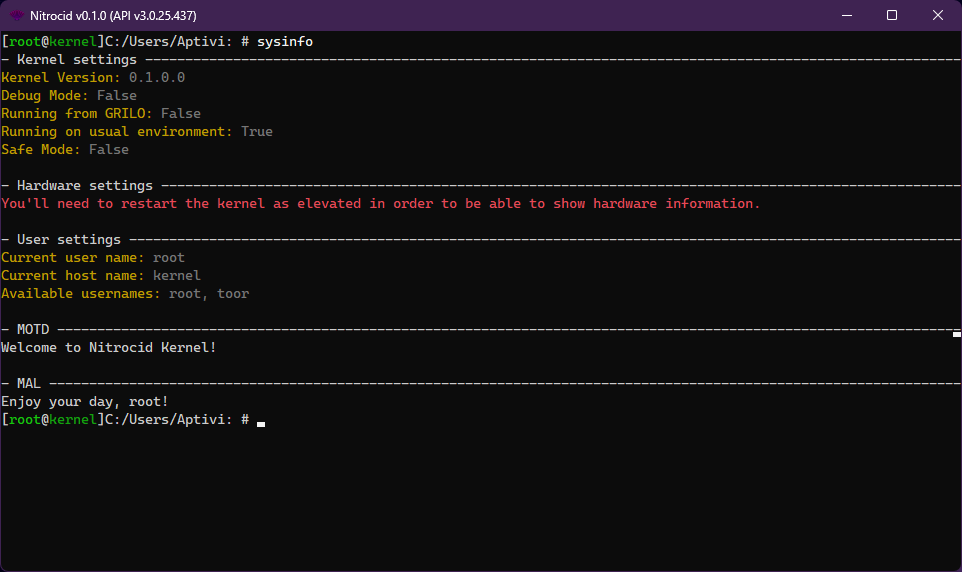 Nitrocid v0.1.0 (API v3.0.25.437)
[root@kernel]C:/Users/Aptivi: # sysinfo
- Kernel settings ------------------------------------------------------------------------------------------------------
Kernel Version: 0.1.0.0
Debug Mode: False
Running from GRILO: False
Running on usual environment: True
Safe Mode: False
- Hardware settings ----------------------------------------------------------------------------------------------------
You'll need to restart the kernel as elevated in order to be able to show hardware information.
- User settings --------------------------------------------------------------------------------------------------------
Current user name: root
Current host name: kernel
Available usernames: root, toor
- MOTD -----------------------------------------------------------------------------------------------------------------
Welcome to Nitrocid Kernel!
- MAL ------------------------------------------------------------------------------------------------------------------
Enjoy your day, root!
[root@kernel]C:/Users/Aptivi: #